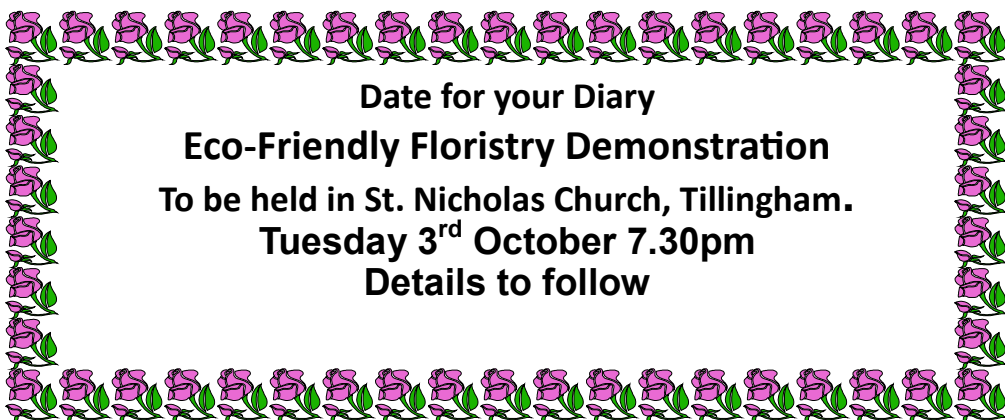 Date for your Diary
Eco-Friendly Floristry Demonstration
To be held in St. Nicholas Church, Tillingham.
Tuesday 3rd October 7.30pm
Details to follow